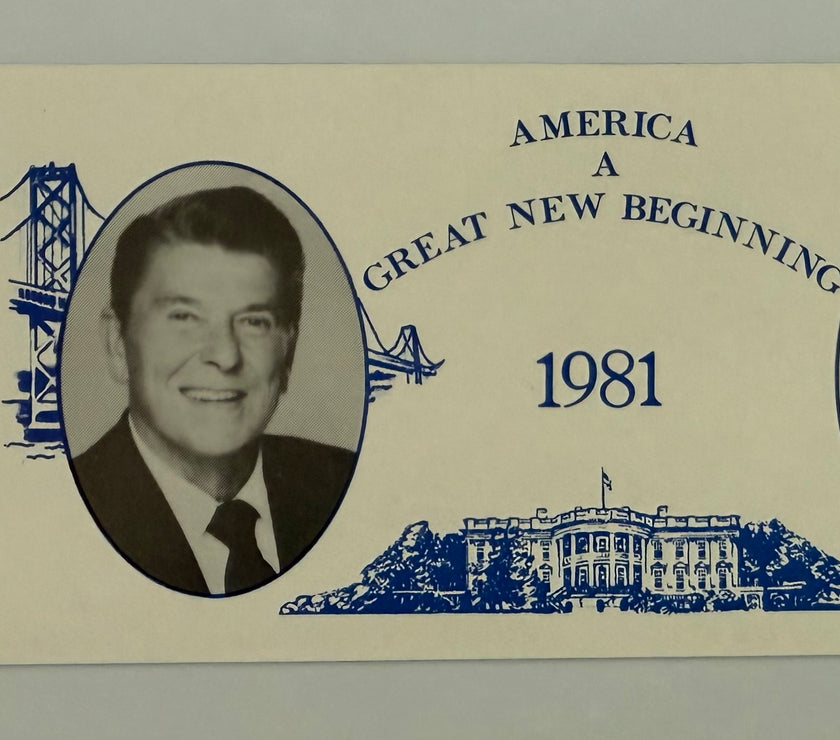 AMERICA
A
GREAT NEW BEGINNING
1981